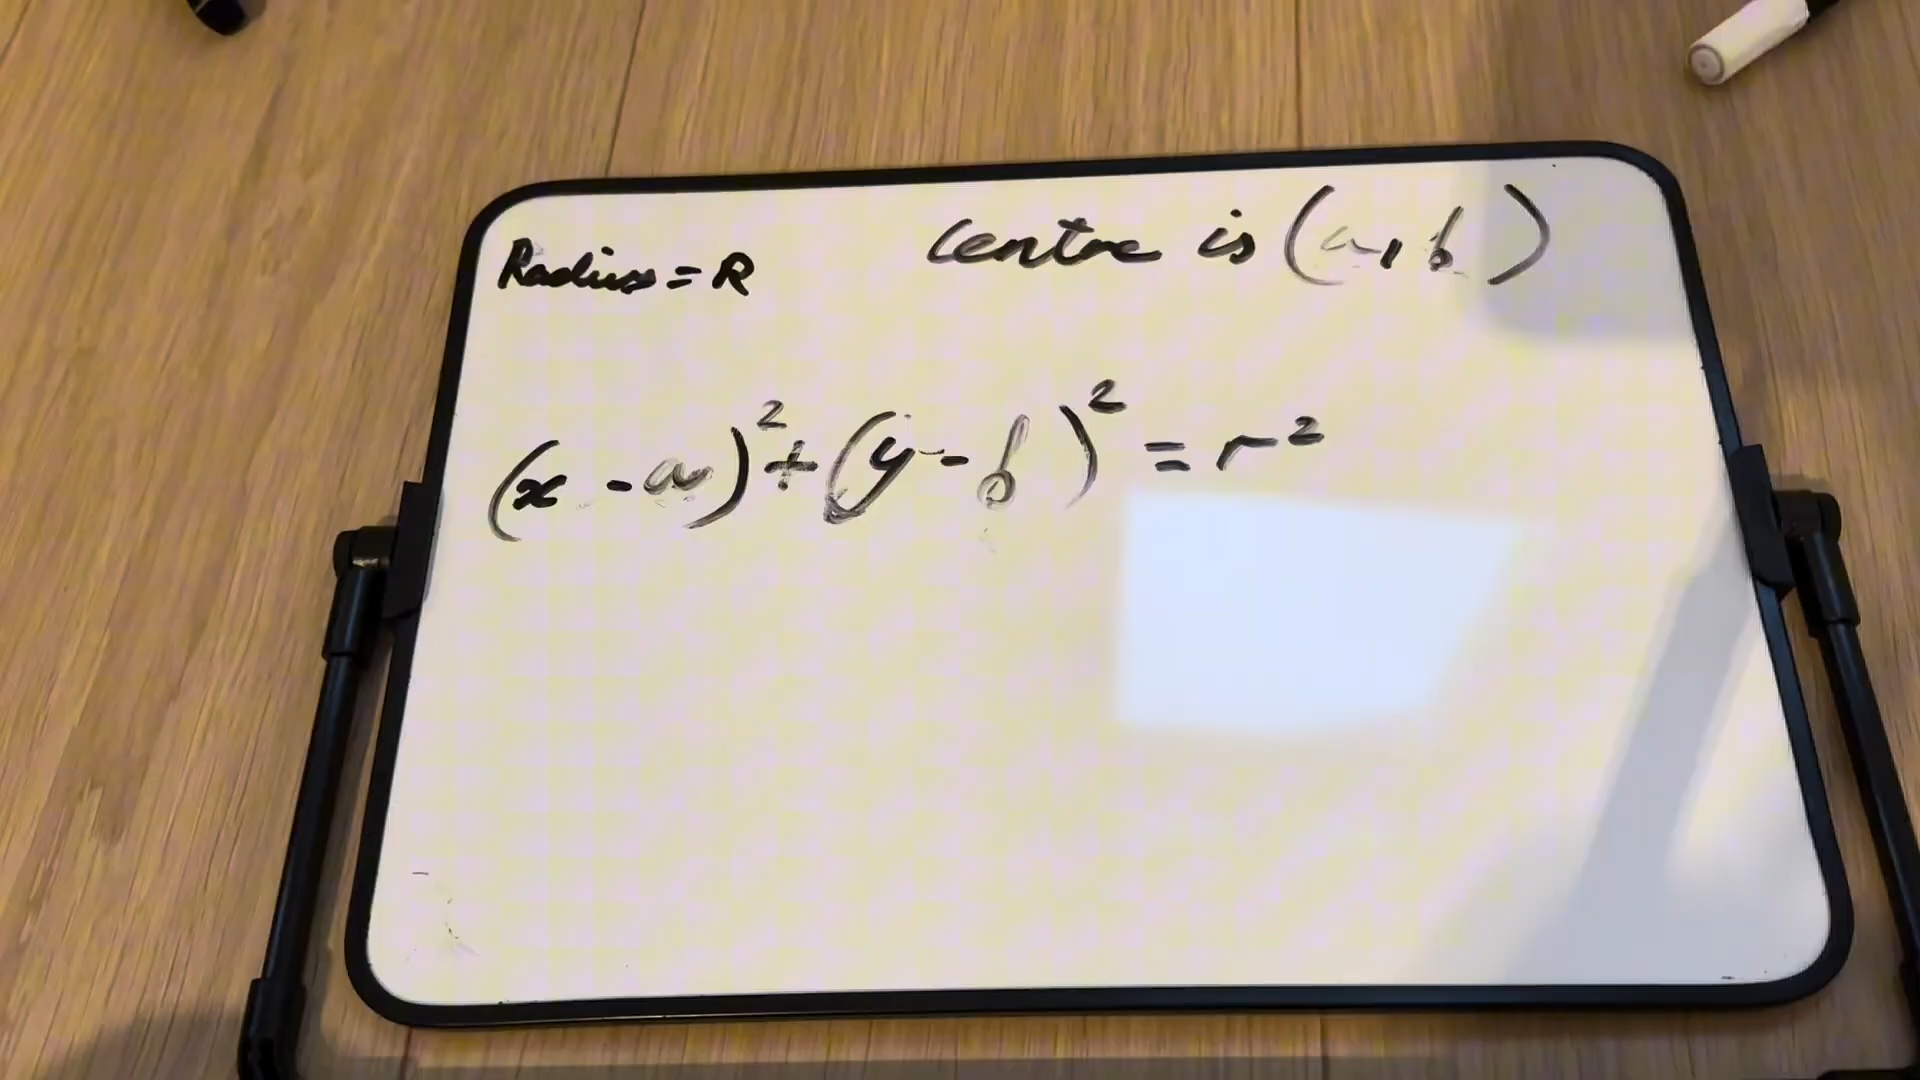 Radius = R
Centre is (a, b)
(x - a)² + (y - b)² = r²